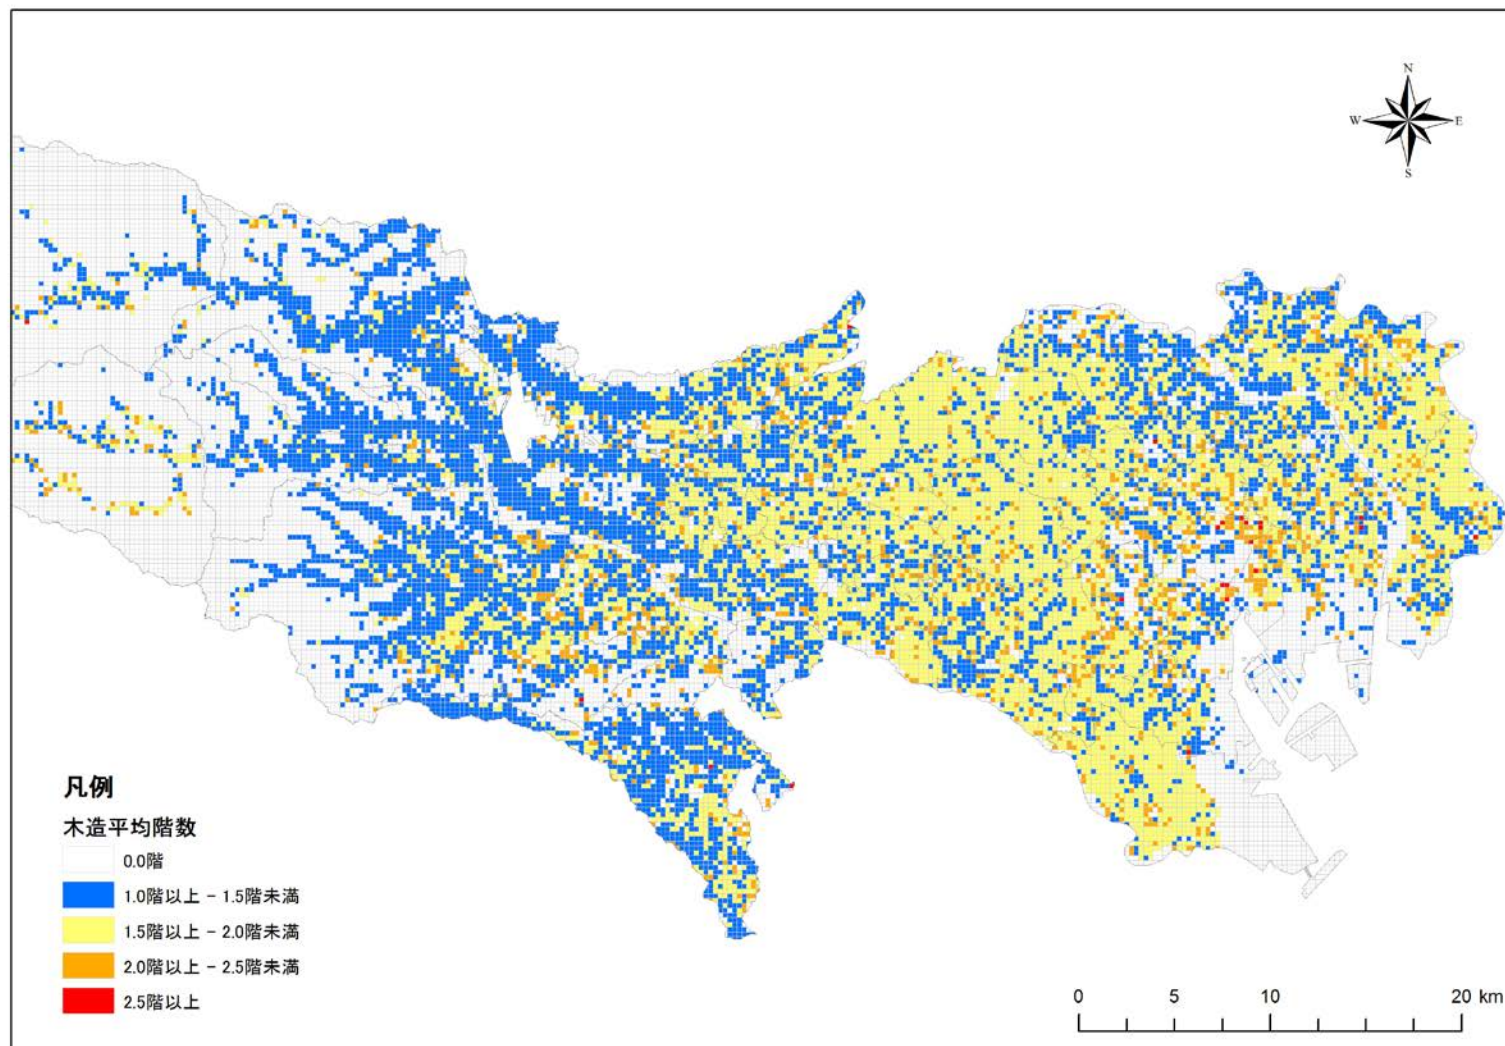 N
W E
S
凡例
木造平均階数
0.0階
1.0階以上 - 1.5階未満
1.5階以上 - 2.0階未満
2.0階以上 - 2.5階未満
2.5階以上
0 5 10 20 km